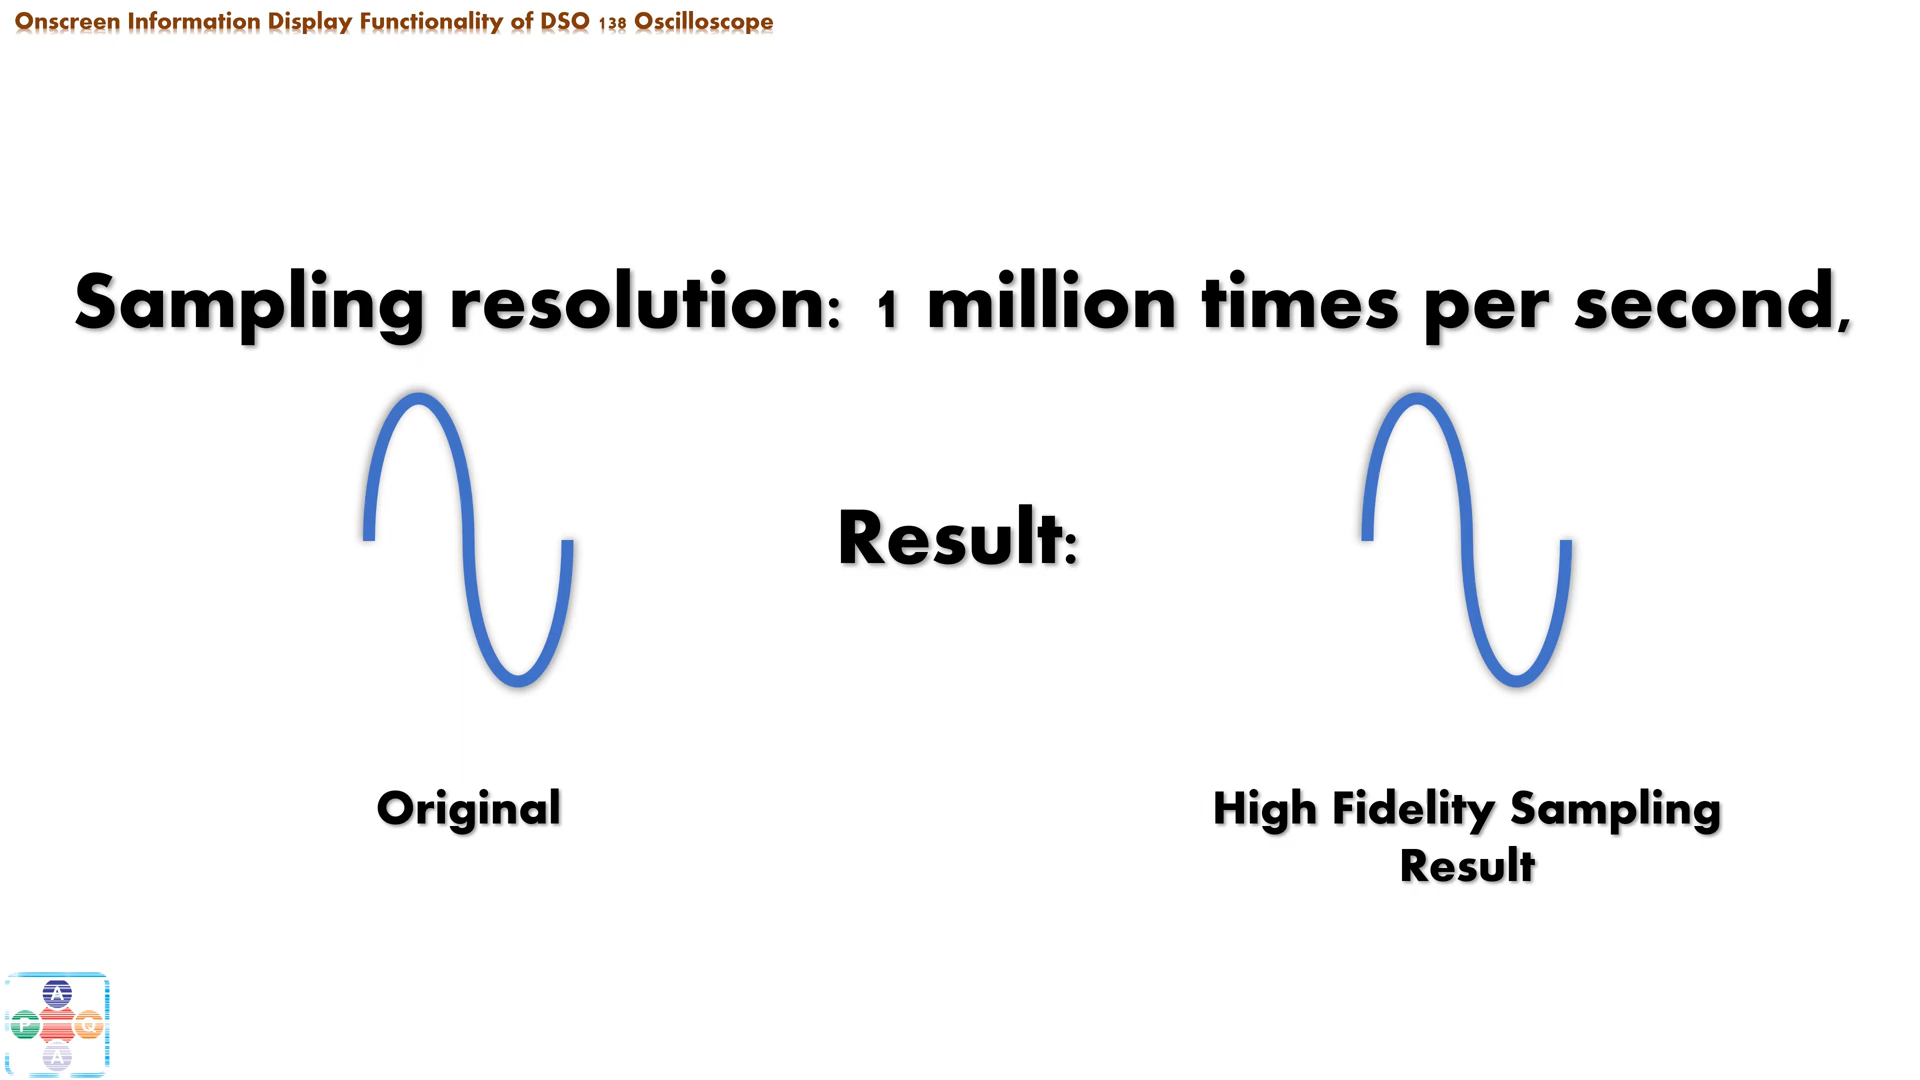 Onscreen Information Display Functionality of DSO 138 Oscilloscope
Sampling resolution: 1 million times per second,
Result:
Original
High Fidelity Sampling
Result
A
P Q
A